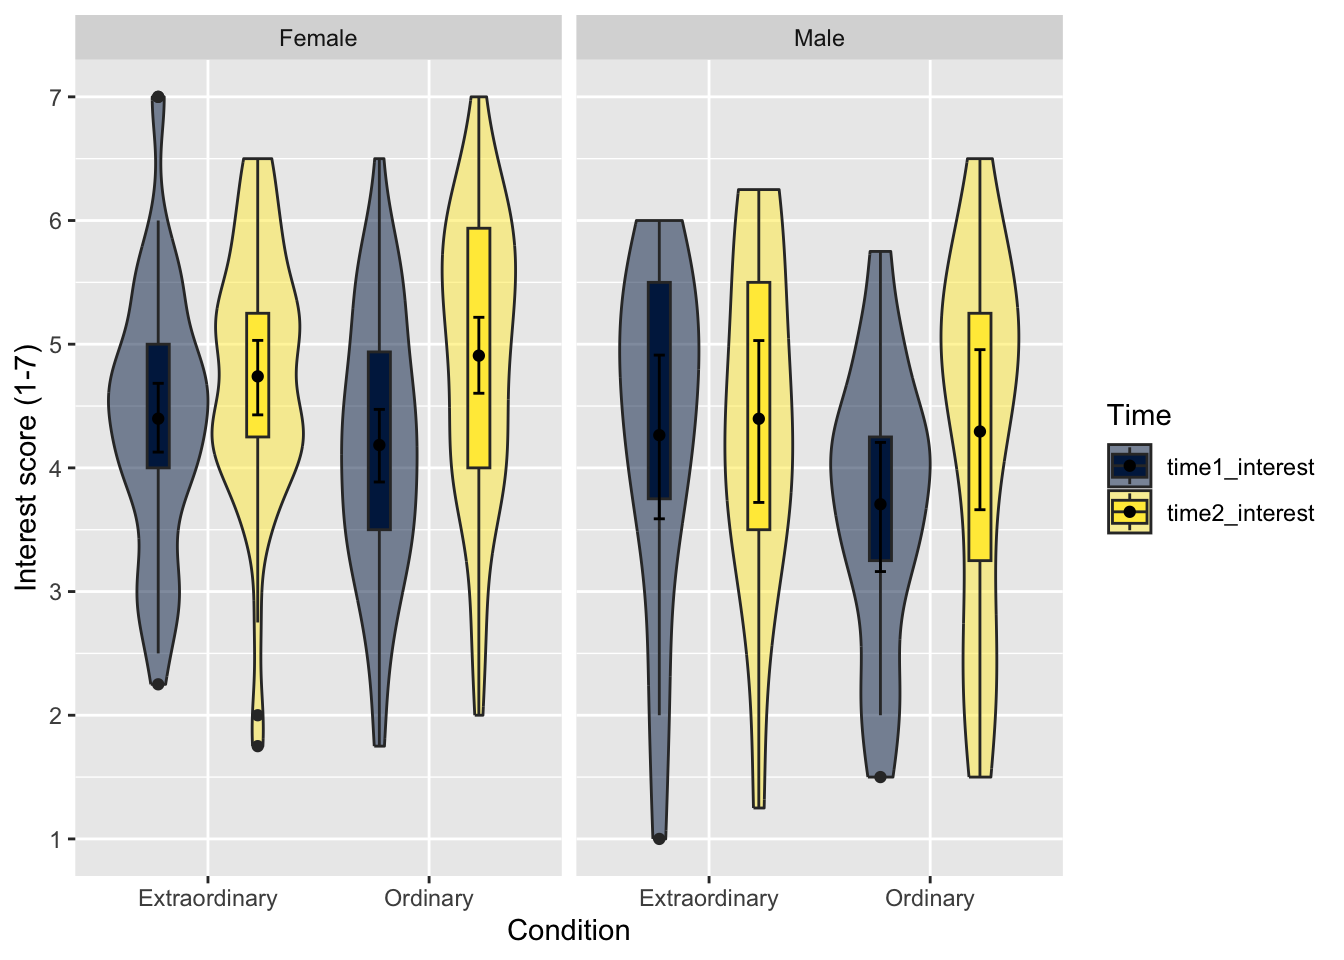 Female
Male
7
6
5
4
3
2
1
Interest score (1-7)
Extraordinary
Ordinary
Extraordinary
Ordinary
Condition
Time
time1_interest
time2_interest